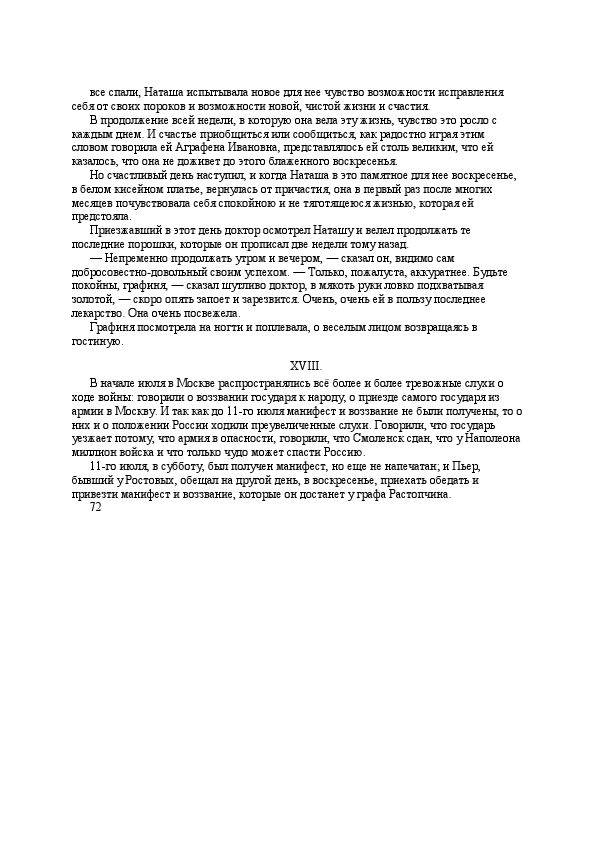 все спали, Наташа испытывала новое для нее чувство возможности исправления
себя от своих пороков и возможности новой, чистой жизни и счастия.
В продолжение всей недели, в которую она вела эту жизнь, чувство это росло с
каждым днем. И счастье приобщиться или сообщиться, как радостно играя этим
словом говорила ей Аграфена Ивановна, представлялось ей столь великим, что ей
казалось, что она не доживет до этого блаженного воскресенья.
Но счастливый день наступил, и когда Наташа в это памятное для нее воскресенье,
в белом кисейном платье, вернулась от причастия, она в первый раз после многих
месяцев почувствовала себя спокойною и не тяготящеюся жизнью, которая ей
предстояла.
Приезжавший в этот день доктор осмотрел Наташу и велел продолжать те
последние порошки, которые он прописал две недели тому назад.
— Непременно продолжать утром и вечером, — сказал он, видимо сам
добросовестно-довольный своим успехом. — Только, пожалуста, аккуратнее. Будьте
покойны, графиня, — сказал шутливо доктор, в мякоть руки ловко подхватывая
золотой, — скоро опять запоет и зарезвится. Очень, очень ей в пользу последнее
лекарство. Она очень посвежела.
Графиня посмотрела на ногти и поплевала, о веселым лицом возвращаясь в
гостиную.
XVIII.
В начале июля в Москве распространялись всё более и более тревожные слухи о
ходе войны: говорили о воззвании государя к народу, о приезде самого государя из
армии в Москву. И так как до 11-го июля манифест и воззвание не были получены, то о
них и о положении России ходили преувеличенные слухи. Говорили, что государь
уезжает потому, что армия в опасности, говорили, что Смоленск сдан, что у Наполеона
миллион войска и что только чудо может спасти Россию.
11-го июля, в субботу, был получен манифест, но еще не напечатан; и Пьер,
бывший у Ростовых, обещал на другой день, в воскресенье, приехать обедать и
привезти манифест и воззвание, которые он достанет у графа Растопчина.
72